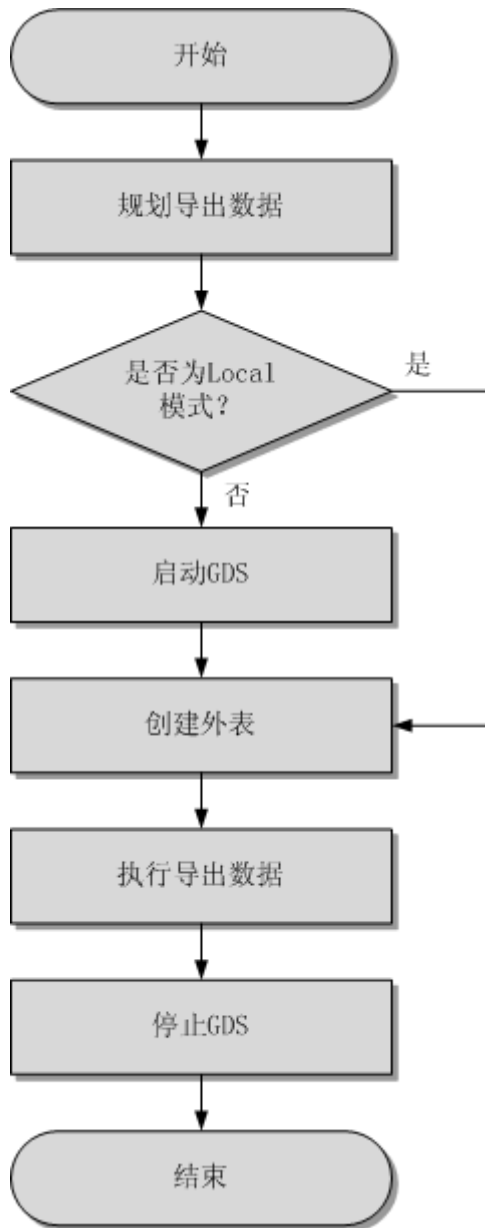 开始
规划导出数据
是否为Local
模式?
是
否
启动GDS
创建外表
执行导出数据
停止GDS
结束